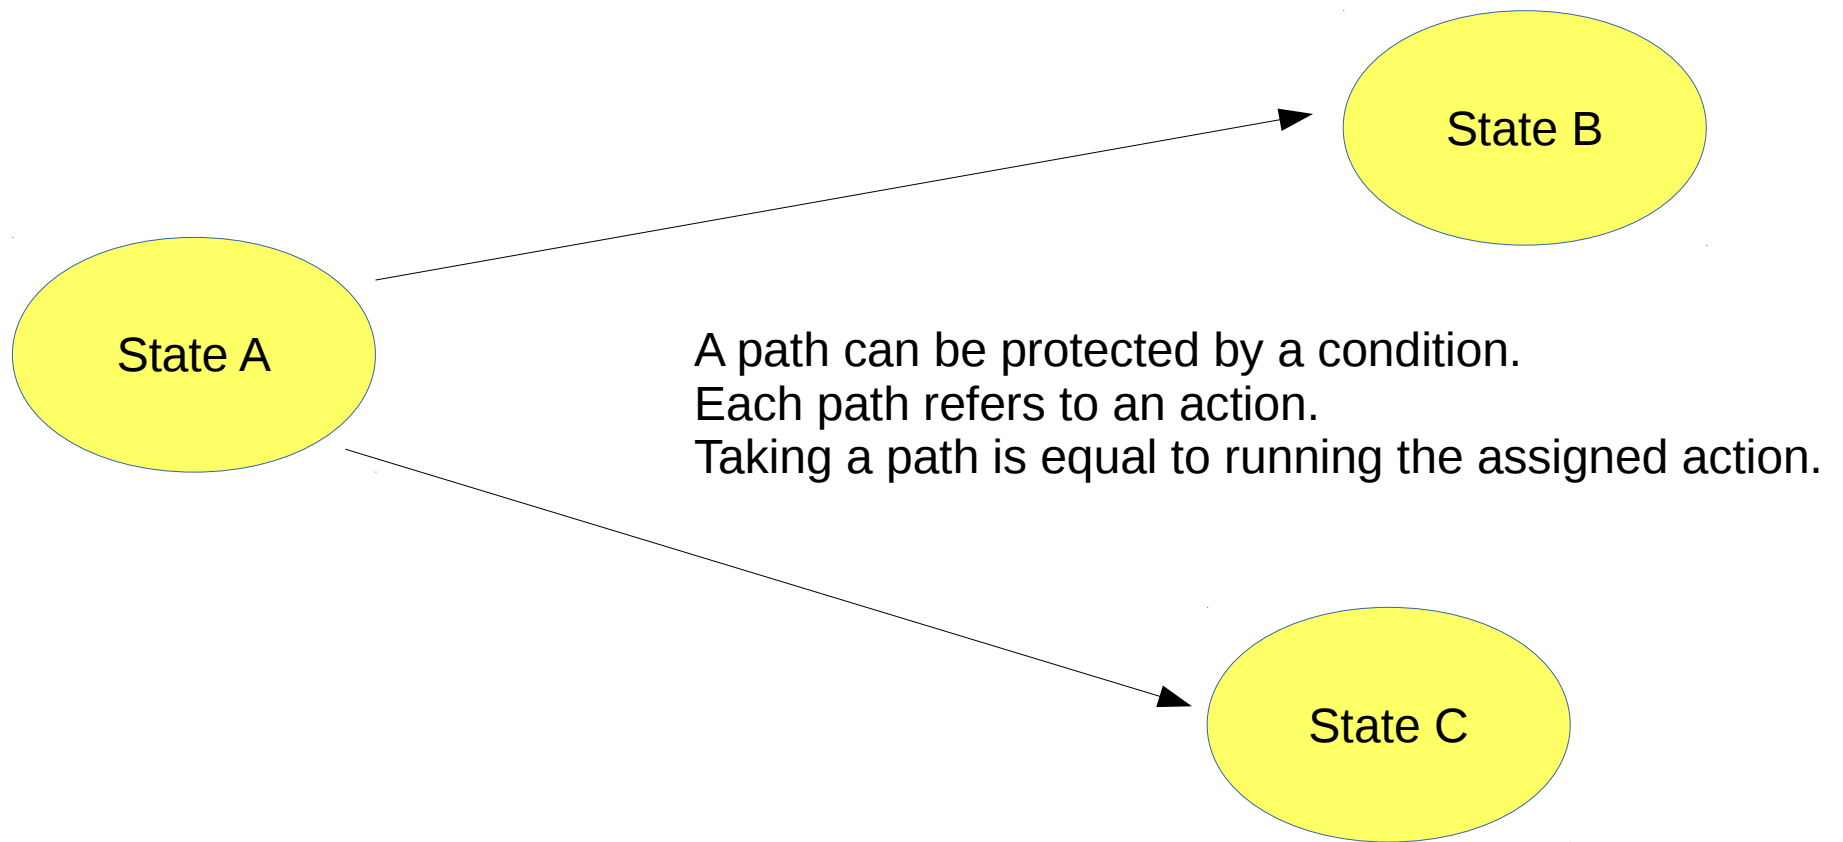 State B
State A
A path can be protected by a condition.
Each path refers to an action.
Taking a path is equal to running the assigned action.
State C